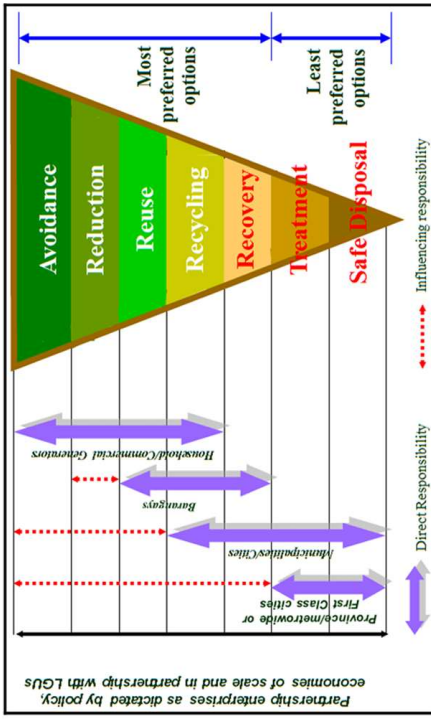 Avoidance
Reduction
Reuse
Recycling
Recovery
Treatment
Safe Disposal
Most
preferred
options
Least
preferred
options
Household/Commercial Generators
Barangays
Municipalities/Cities
Province/metrowide or
First Class cities
Partnership enterprises as dictated by policy,
economies of scale and in partnership with LGUs
Direct Responsibility
Influencing responsibility